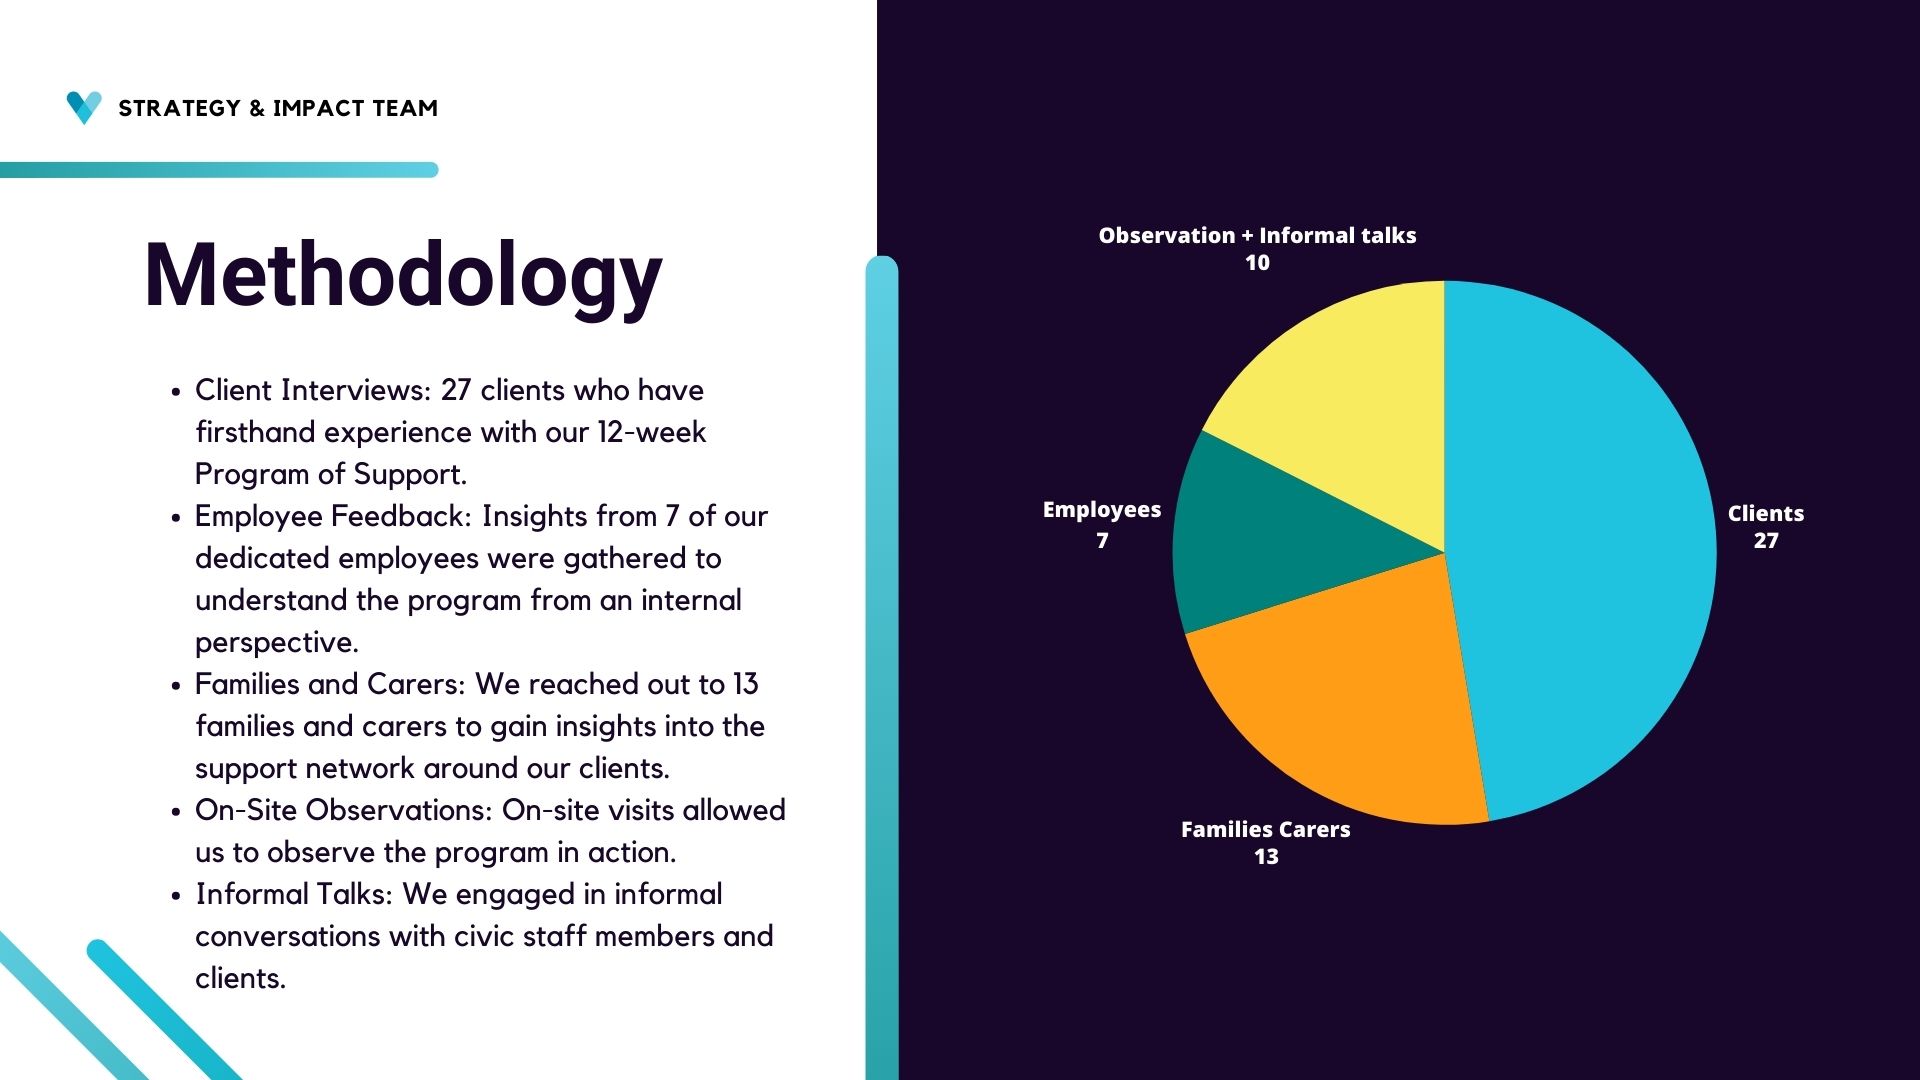 STRATEGY & IMPACT TEAM
Methodology
• Client Interviews: 27 clients who have
firsthand experience with our 12-week
Program of Support.
• Employee Feedback: Insights from 7 of our
dedicated employees were gathered to
understand the program from an internal
perspective.
• Families and Carers: We reached out to 13
families and carers to gain insights into the
support network around our clients.
• On-Site Observations: On-site visits allowed
us to observe the program in action.
• Informal Talks: We engaged in informal
conversations with civic staff members and
clients.
Observation + Informal talks
10
Employees
7
Clients
27
Families Carers
13